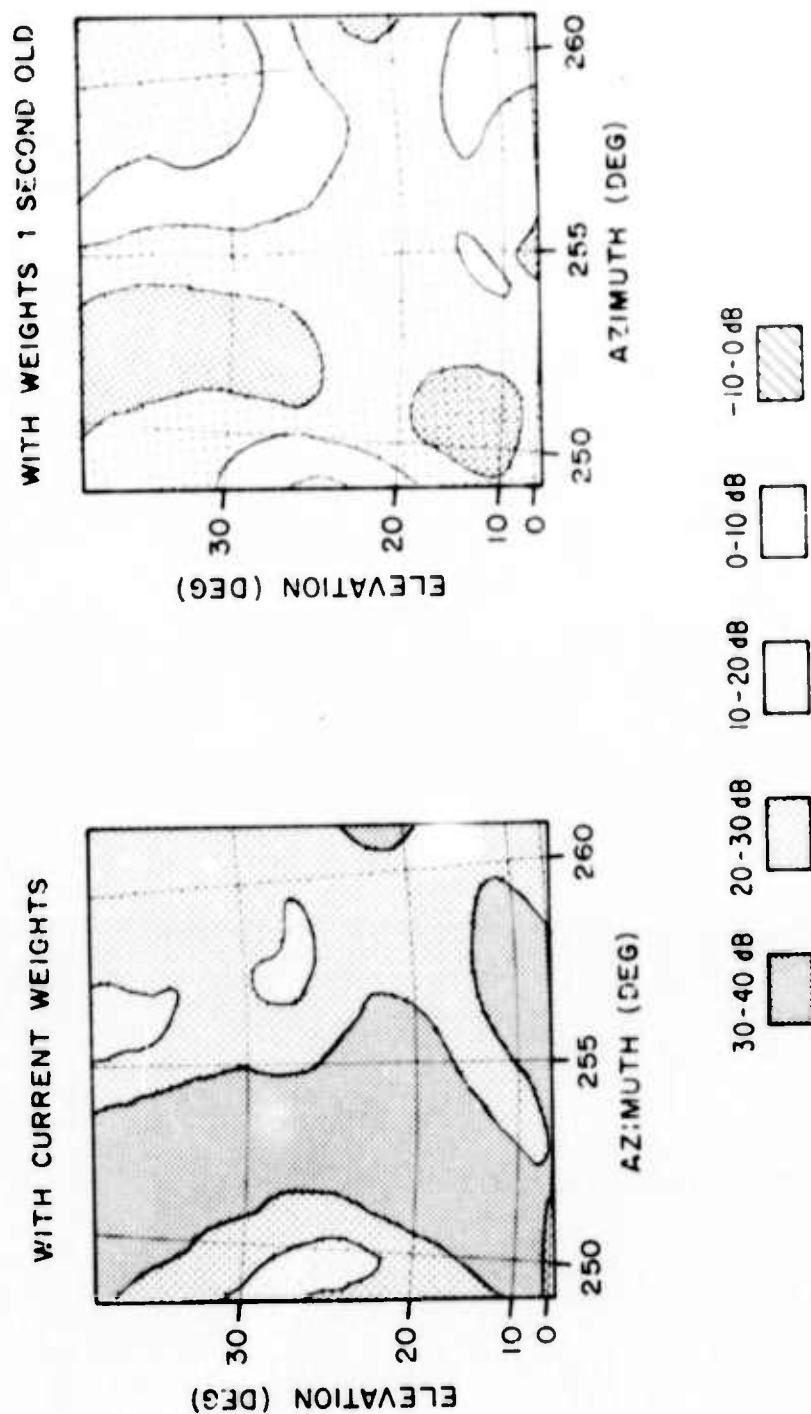 WITH CURRENT WEIGHTS
ELEVATION (DEG)
30
20
10
0
250
255
260
AZIMUTH (DEG)
WITH WEIGHTS 1 SECOND OLD
ELEVATION (DEG)
30
20
10
0
250
255
260
AZIMUTH (DEG)
30-40 dB
20-30 dB
10-20 dB
0-10 dB
-10-0 dB